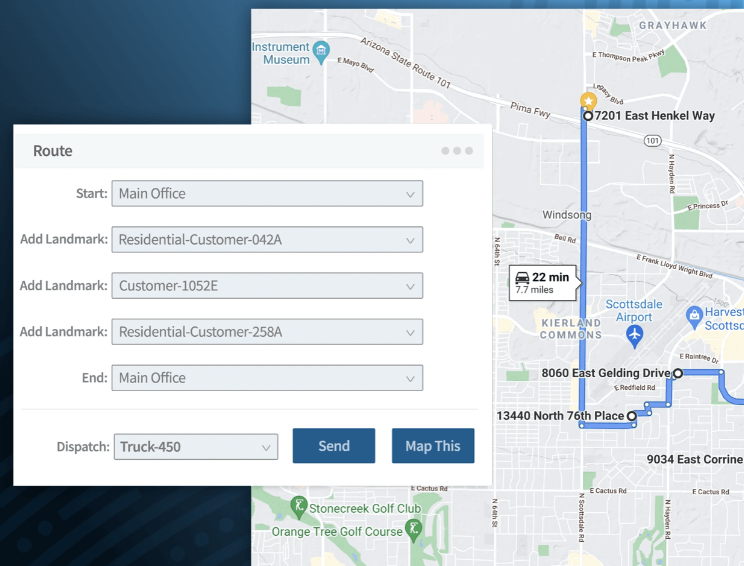 Route
Start: Main Office
Add Landmark: Residential-Customer-042A
Add Landmark: Customer-1052E
Add Landmark: Residential-Customer-258A
End: Main Office
Dispatch: Truck-450
Send
Map This
GRAYHAWK
Instrument
Museum
E Mayo Blvd
Arizona State Route 101
E Thompson Peak Pkwy
Legacy Blvd
Pima Fwy
7201 East Henkel Way
101
N Hayden Rd
E Princess Dr
Windsong
Bell Rd
N 64th St
E Frank Lloyd Wright Blvd
22 min
7.7 miles
Scottsdale
Airport
Harvest
Scottsd
KIERLAND
COMMONS
E Raintree Dr
8060 East Gelding Drive
E Redfield Rd
13440 North 76th Place
9034 East Corrine
E Cactus Rd
E Cactus Rd
E Cactus Rd
Stonecreek Golf Club
Orange Tree Golf Course
N 64th St
N Scottsdale Rd
N Hayden Rd